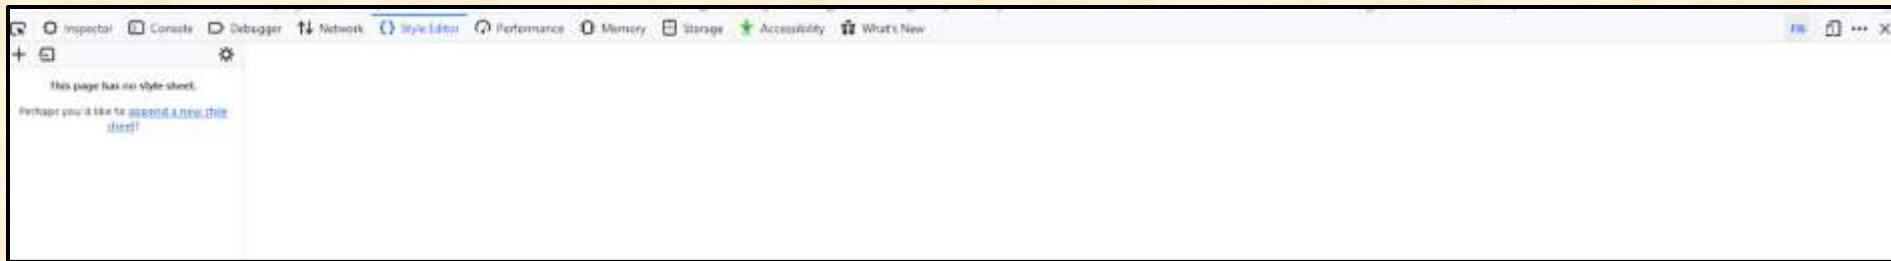 Inspector Console Debugger Network Style Editor Performance Memory Storage Accessibility What's New
This page has no style sheet.
Perhaps you'd like to append a new style
sheet?